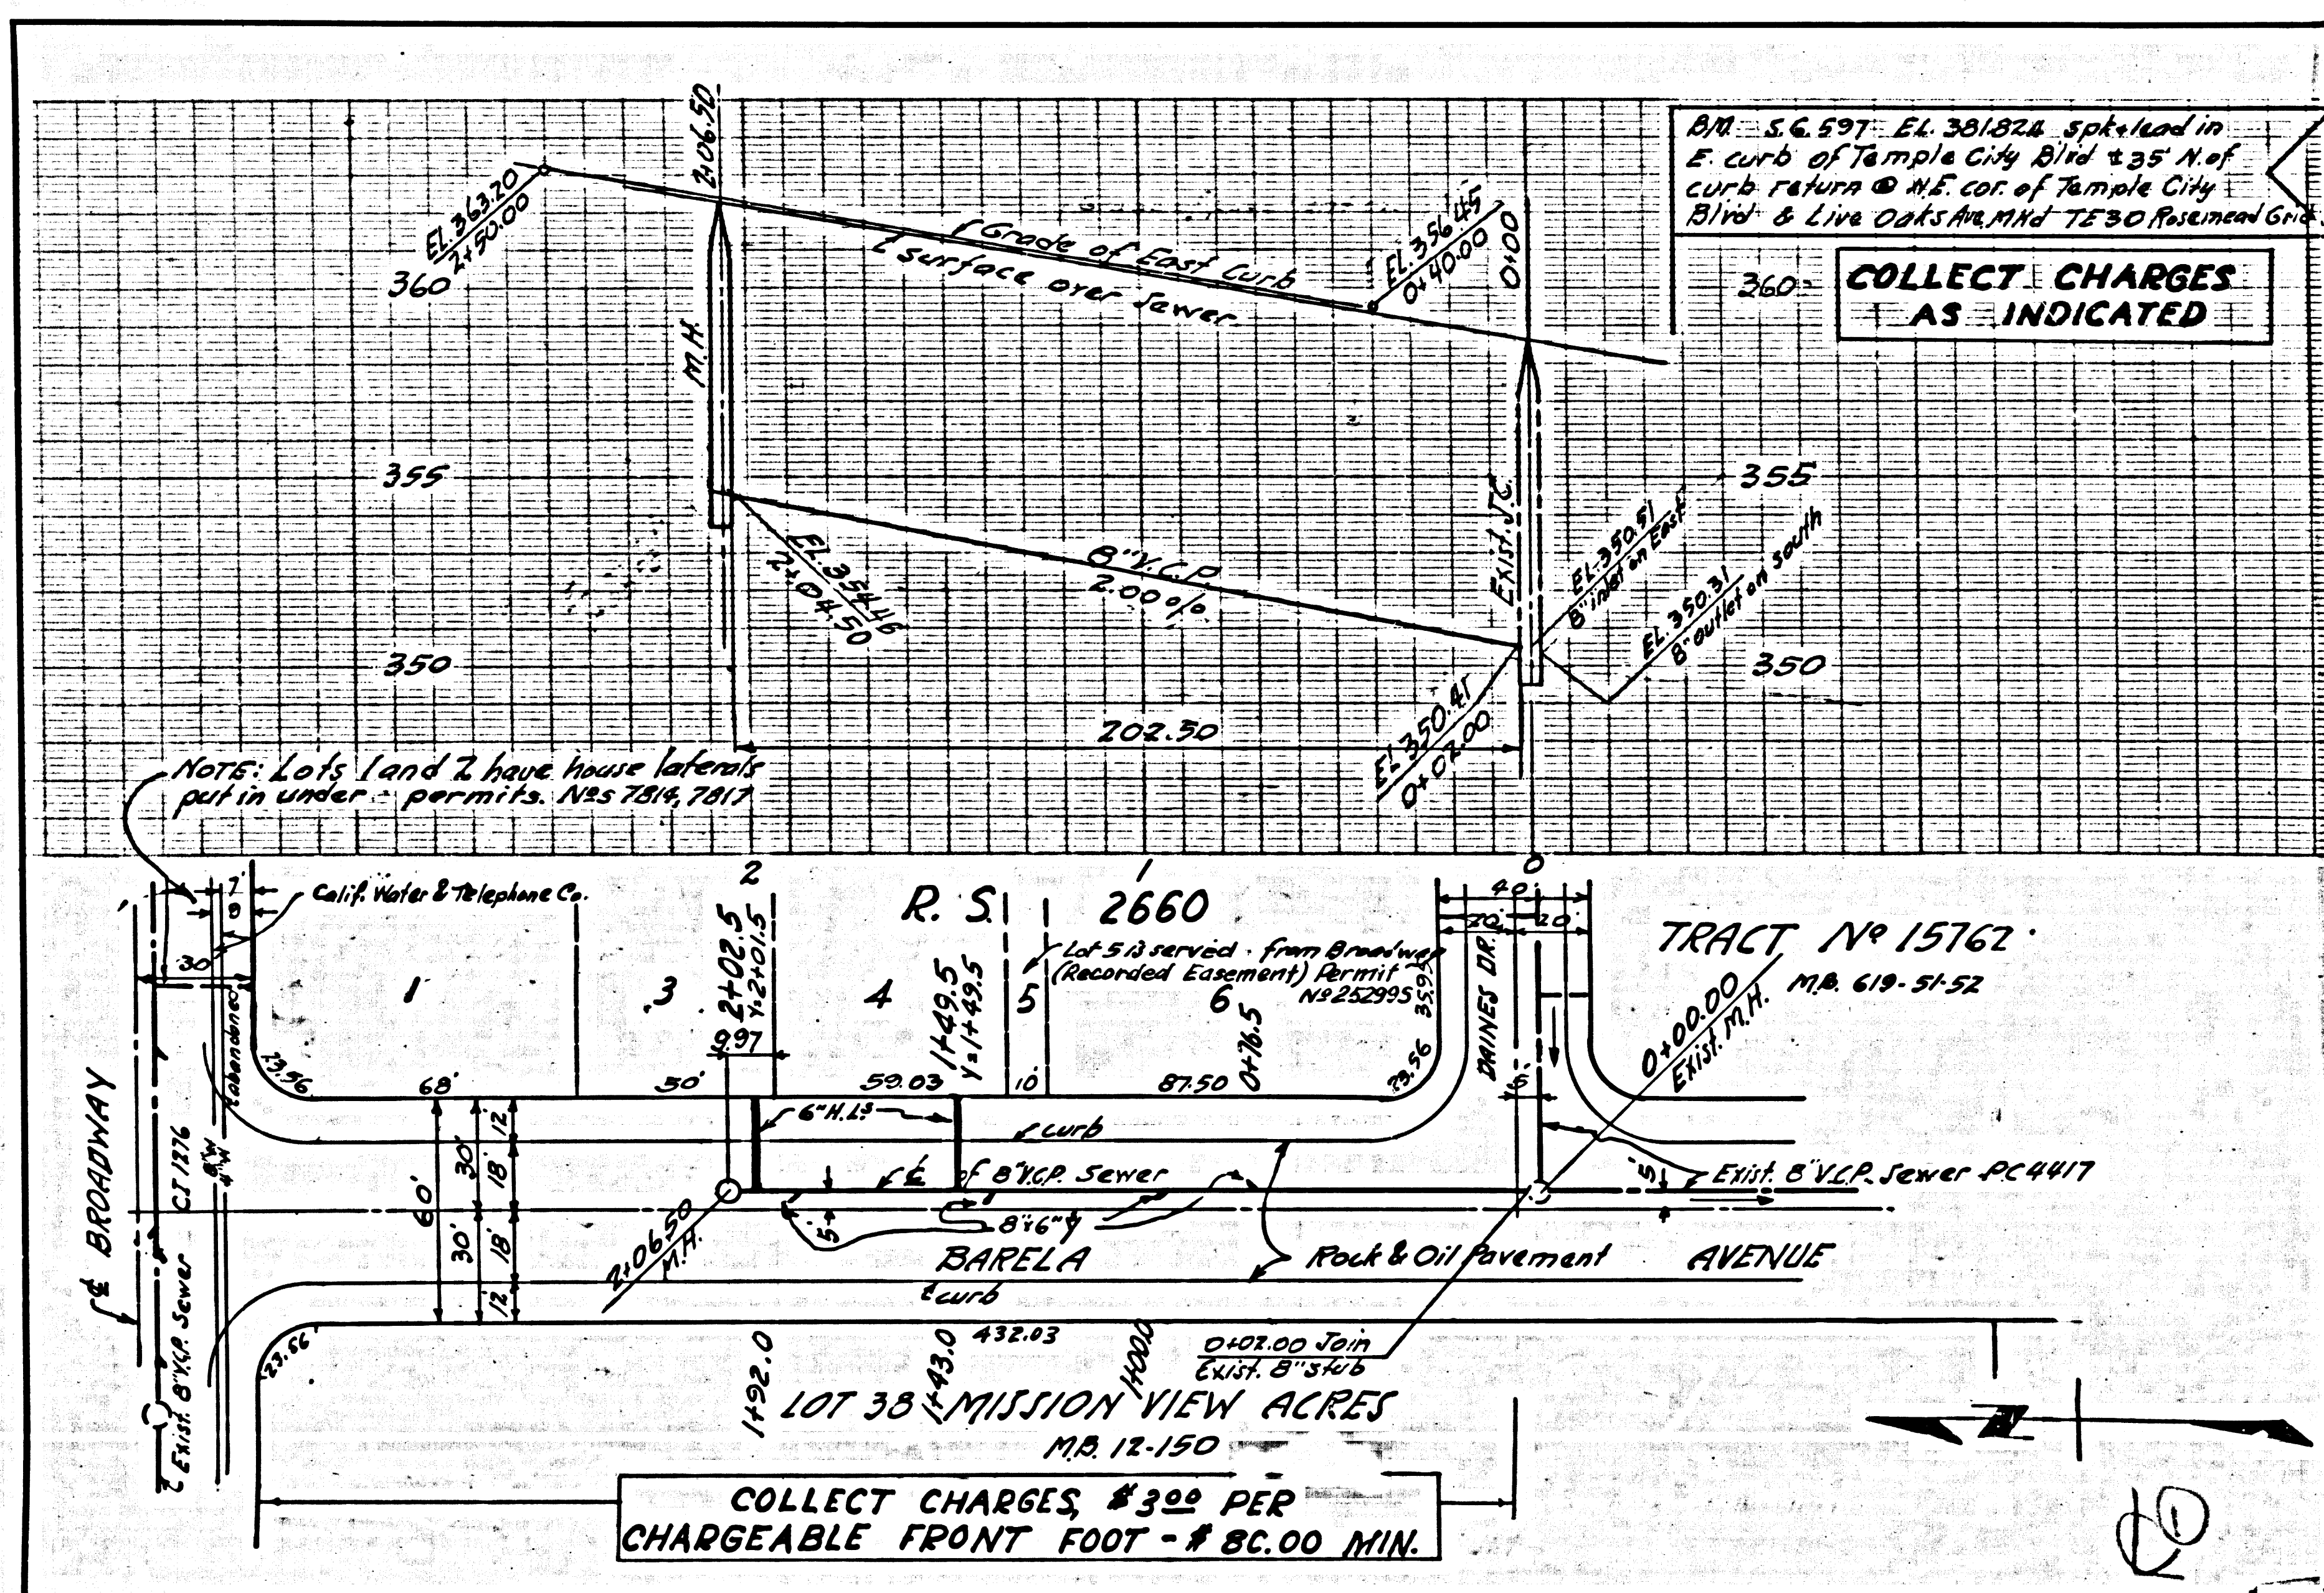 B.M. S.G. 597 EL. 381.824 spk & lead in
E. curb of Temple City Blvd ± 35' N. of
curb return @ N.E. cor. of Temple City
Blvd & Live Oaks Ave, MHd TE30 Rosemead Grid
COLLECT CHARGES
AS INDICATED
2+06.50
EL. 363.20
2+50.00
360
360
Grade of East Curb
Surface over Sewer
EL. 356.45
0+40.00
0+00
M.H.
355
355
Exist. J.C.
EL. 350.51
8" inlet on East
EL. 350.31
8" outlet on south
8" V.C.P.
2.00%
EL. 354.46
2+04.50
350
350
202.50
EL. 350.41
0+02.00
NOTE: Lots 1 and 2 have house laterals
put in under permits. Nos 7814, 7817
2
1
0
7'
8'
30'
Calif. Water & Telephone Co.
R. S. 2660
Lot 5 is served from Broadway
(Recorded Easement) Permit
No 252995
40'
20' 20'
DAINES DR.
TRACT No 15762
M.B. 619-51-52
0+00.00
Exist. M.H.
1
3
4
5
6
2+02.5
Y=2+01.5
1+49.5
Y=1+49.5
0+76.5
9.97
35.95
23.56
68'
50'
59.03
10'
87.50
23.56
5'
(abandoned)
6" H.L.s
curb
℄ of 8" V.C.P. Sewer
Exist. 8" V.C.P. Sewer P.C 4417
5'
5'
8"x6" Y
60'
30'
30'
12'
18'
18'
12'
2+06.50
M.H.
BARELA AVENUE
Rock & Oil Pavement
curb
℄ BROADWAY
Exist. 8" V.C.P. Sewer C.I 1276
8"W
4"W
23.56
432.03
1+92.0
1+43.0
1+00.0
0+02.00 Join
Exist. 8" stub
LOT 38 MISSION VIEW ACRES
M.B. 12-150
N
COLLECT CHARGES, $3.00 PER
CHARGEABLE FRONT FOOT - $80.00 MIN.